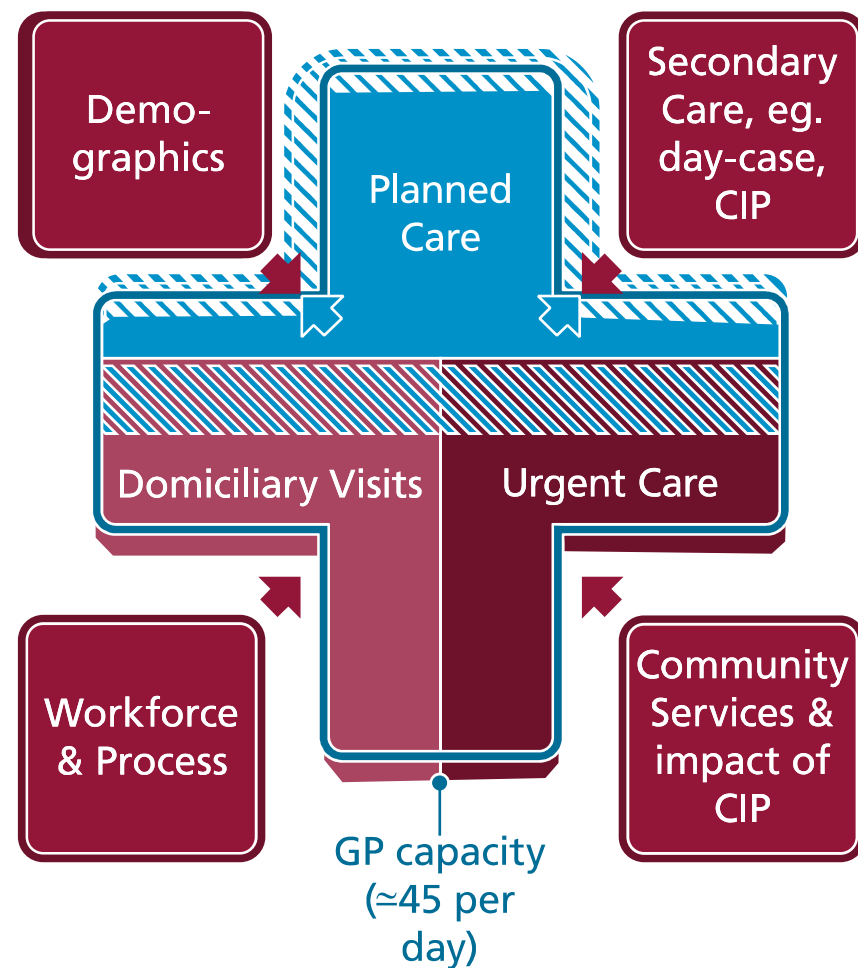 Demo-
graphics
Secondary
Care, eg.
day-case,
CIP
Planned
Care
Domiciliary Visits
Urgent Care
Workforce
& Process
Community
Services &
impact of
CIP
GP capacity
(≃45 per
day)